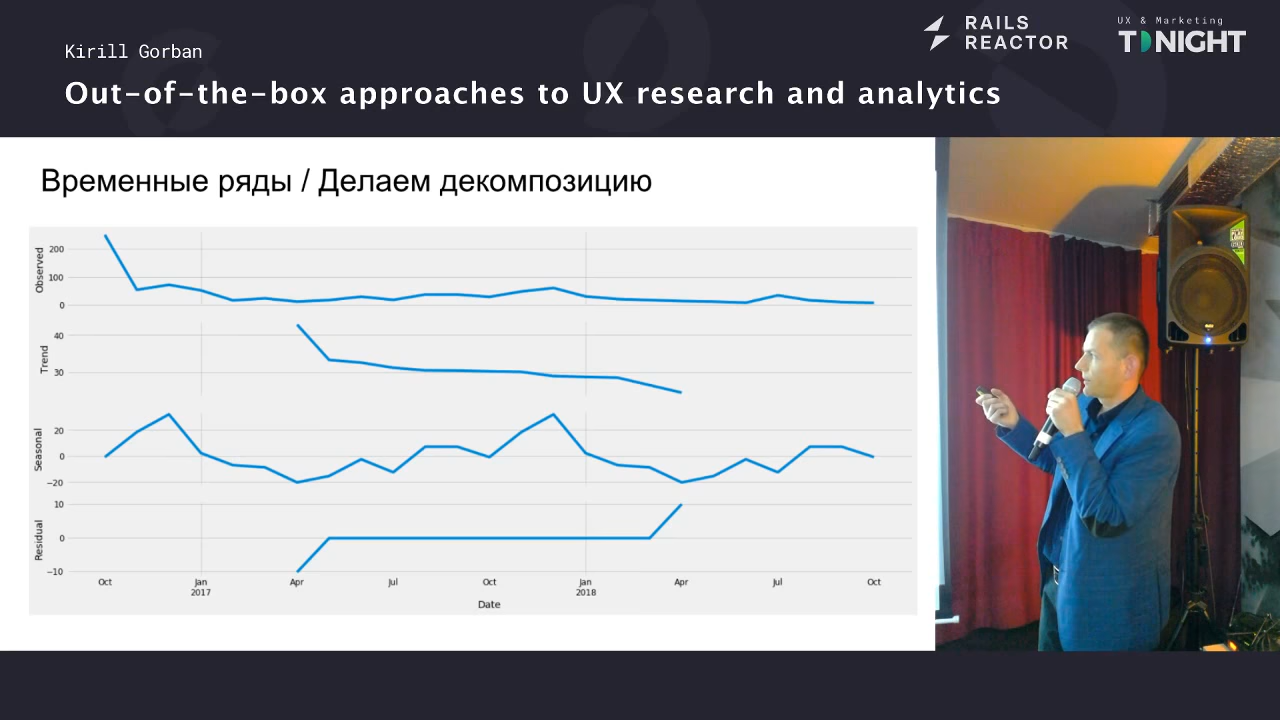 Kirill Gorban
Out-of-the-box approaches to UX research and analytics
RAILS
REACTOR
UX & Marketing
TONIGHT
Временные ряды / Делаем декомпозицию
Observed
200
100
0
Trend
40
30
Seasonal
20
0
−20
Residual
10
0
−10
Oct
Jan
2017
Apr
Jul
Oct
Jan
2018
Apr
Jul
Oct
Date